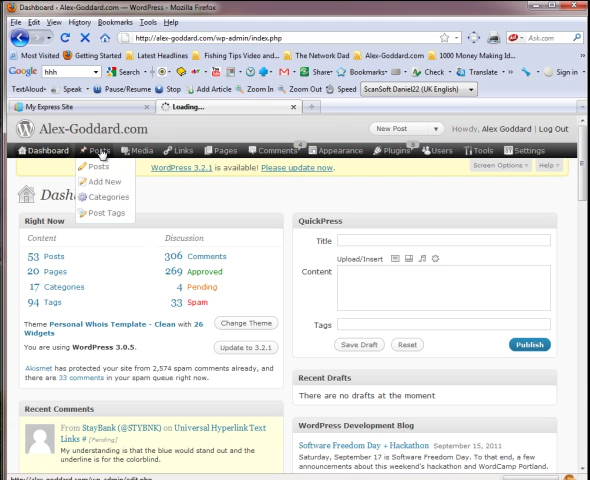 Dashboard ‹ Alex-Goddard.com — WordPress - Mozilla Firefox
File Edit View History Bookmarks Tools Help
http://alex-goddard.com/wp-admin/index.php
Ask.com
Most Visited Getting Started Latest Headlines Fishing Tips Video and... The Network Dad Alex-Goddard.com 1000 Money Making Id...
Google hhh Search Share Bookmarks Check Translate Sign in
TextAloud: Speak Pause/Resume Stop Add Article Zoom In Zoom Out Speed ScanSoft Daniel22 (UK English)
My Express Site Loading...
Alex-Goddard.com New Post Howdy, Alex Goddard | Log Out
Dashboard Posts Media Links Pages Comments Appearance Plugins Users Tools Settings
WordPress 3.2.1 is available! Please update now. Screen Options Help
Posts
Add New
Categories
Post Tags
Right Now
Content Discussion
53 Posts 306 Comments
20 Pages 269 Approved
17 Categories 4 Pending
94 Tags 33 Spam
Theme Personal Whois Template - Clean with 26
Widgets
Change Theme
You are using WordPress 3.0.5. Update to 3.2.1
Akismet has protected your site from 2,574 spam comments already, and
there are 33 comments in your spam queue right now.
Recent Comments
From StayBank (@STYBNK) on Universal Hyperlink Text
Links # [Pending]
My understanding is that the blue would stand out and the
underline is for the colorblind.
QuickPress
Title
Upload/Insert
Content
Tags
Save Draft Reset Publish
Recent Drafts
There are no drafts at the moment
WordPress Development Blog
Software Freedom Day + Hackathon September 15, 2011
Saturday, September 17 is Software Freedom Day. To that end, a few
announcements about this weekend's hackathon and WordCamp Portland.
http://alex-goddard.com/wp-admin/edit.php